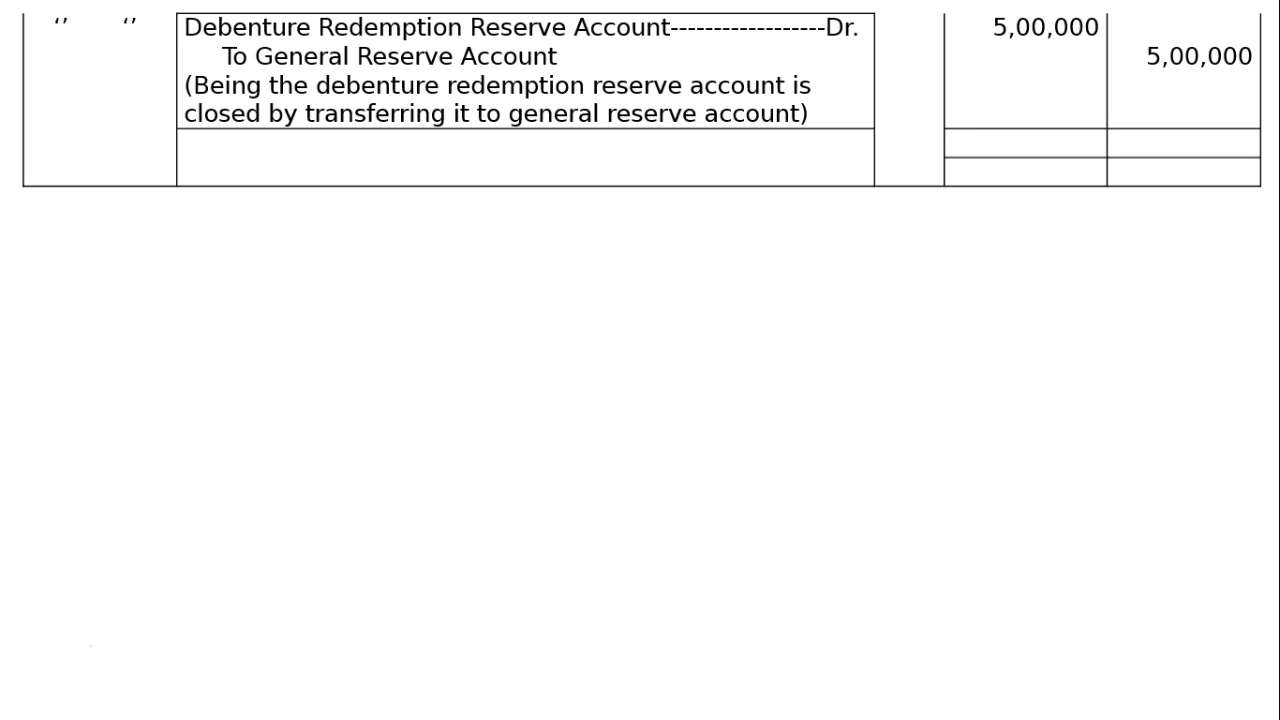 ‘’ ‘’ Debenture Redemption Reserve Account------------------Dr. 5,00,000
To General Reserve Account 5,00,000
(Being the debenture redemption reserve account is
closed by transferring it to general reserve account)